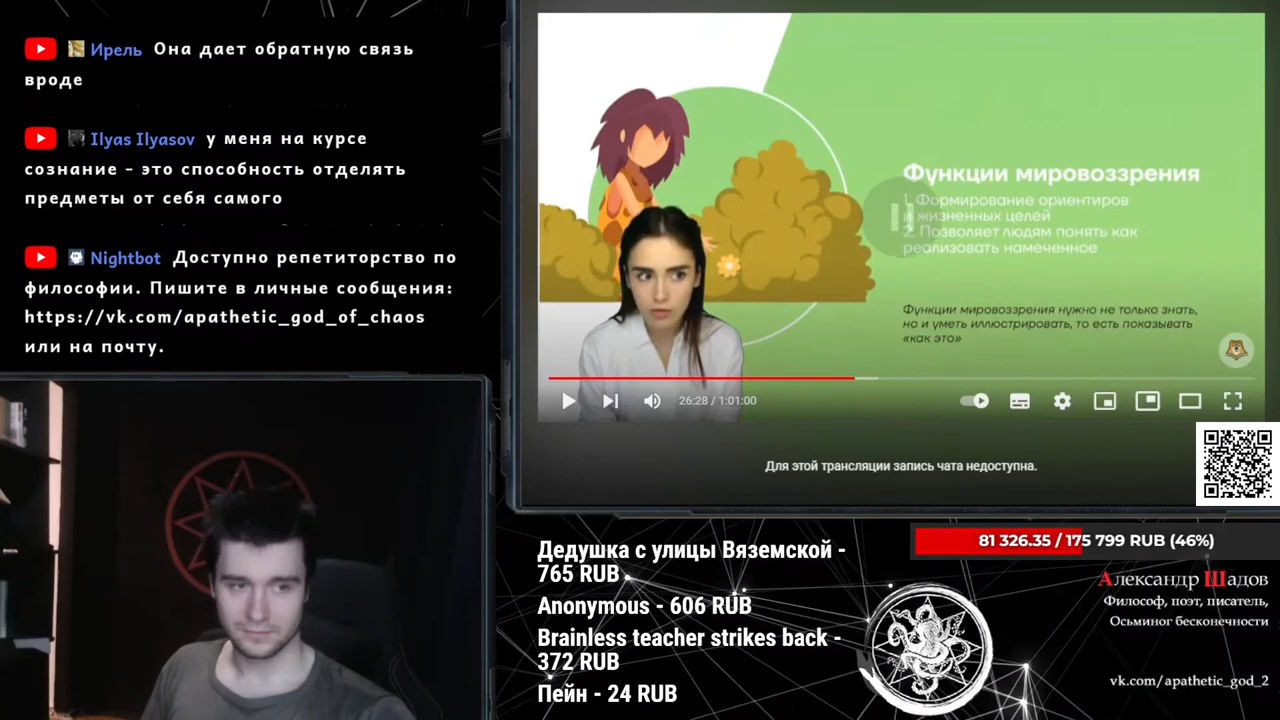 Ирель Она дает обратную связь
вроде
Ilyas Ilyasov у меня на курсе
сознание - это способность отделять
предметы от себя самого
Nightbot Доступно репетиторство по
философии. Пишите в личные сообщения:
https://vk.com/apathetic_god_of_chaos
или на почту.
Функции мировоззрения
1. Формирование ориентиров
и жизненных целей
2. Позволяет людям понять как
реализовать намеченное
Функции мировоззрения нужно не только знать,
но и уметь иллюстрировать, то есть показывать
«как это»
26:28 / 1:01:00
Для этой трансляции запись чата недоступна.
81 326.35 / 175 799 RUB (46%)
Дедушка с улицы Вяземской -
765 RUB
Anonymous - 606 RUB
Brainless teacher strikes back -
372 RUB
Пейн - 24 RUB
Александр Шадов
Философ, поэт, писатель,
Осьминог бесконечности
vk.com/apathetic_god_2